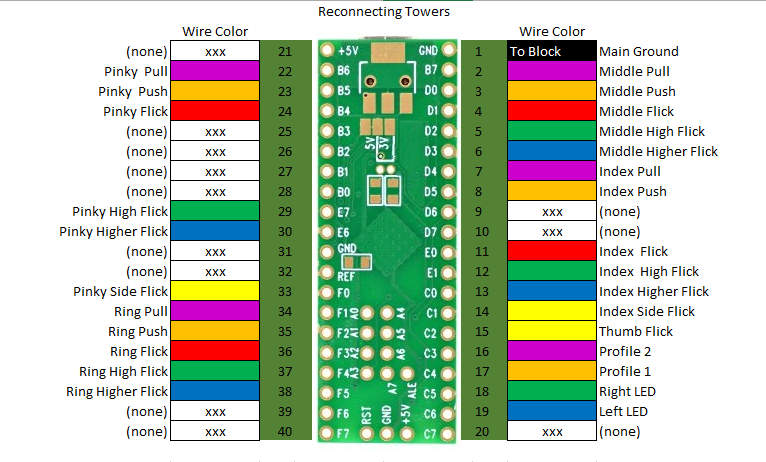 Reconnecting Towers
Wire Color Wire Color
(none) xxx 21 +5V GND 1 To Block Main Ground
Pinky Pull 22 B6 B7 2 Middle Pull
Pinky Push 23 B5 D0 3 Middle Push
Pinky Flick 24 B4 D1 4 Middle Flick
(none) xxx 25 B3 D2 5 Middle High Flick
5V 3V
(none) xxx 26 B2 D3 6 Middle Higher Flick
(none) xxx 27 B1 D4 7 Index Pull
(none) xxx 28 B0 D5 8 Index Push
Pinky High Flick 29 E7 D6 9 xxx (none)
Pinky Higher Flick 30 E6 D7 10 xxx (none)
GND
(none) xxx 31 E0 11 Index Flick
(none) xxx 32 REF E1 12 Index High Flick
Pinky Side Flick 33 F0 C0 13 Index Higher Flick
Ring Pull 34 F1 A0 A4 C1 14 Index Side Flick
Ring Push 35 F2 A1 A5 C2 15 Thumb Flick
Ring Flick 36 F3 A2 A6 C3 16 Profile 2
Ring High Flick 37 F4 A3 C4 17 Profile 1
A7 ALE
Ring Higher Flick 38 F5 C5 18 Right LED
(none) xxx 39 F6 RST GND +5V C6 19 Left LED
(none) xxx 40 F7 C7 20 xxx (none)